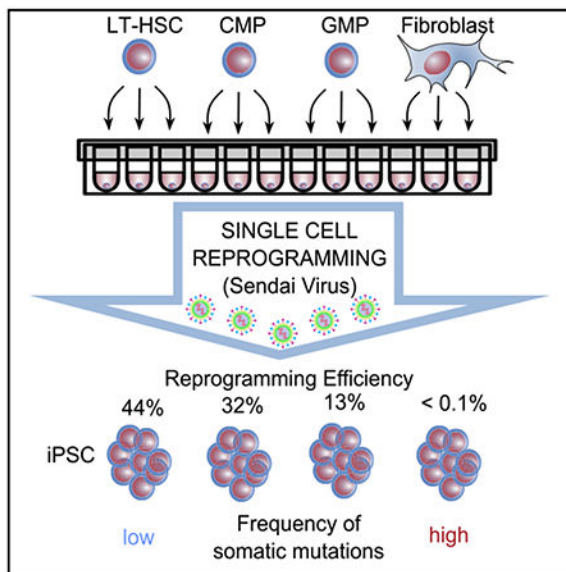 LT-HSC CMP GMP Fibroblast
SINGLE CELL
REPROGRAMMING
(Sendai Virus)
Reprogramming Efficiency
44% 32% 13% < 0.1%
iPSC
low Frequency of high
somatic mutations